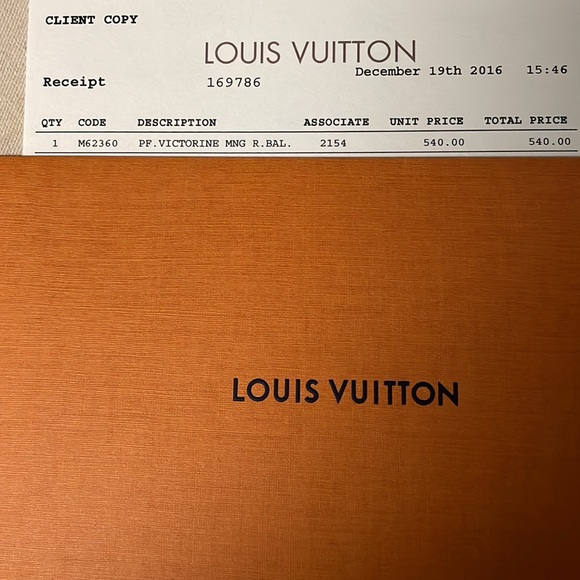 CLIENT COPY
LOUIS VUITTON
December 19th 2016 15:46
Receipt 169786
QTY CODE DESCRIPTION ASSOCIATE UNIT PRICE TOTAL PRICE
1 M62360 PF.VICTORINE MNG R.BAL. 2154 540.00 540.00
LOUIS VUITTON